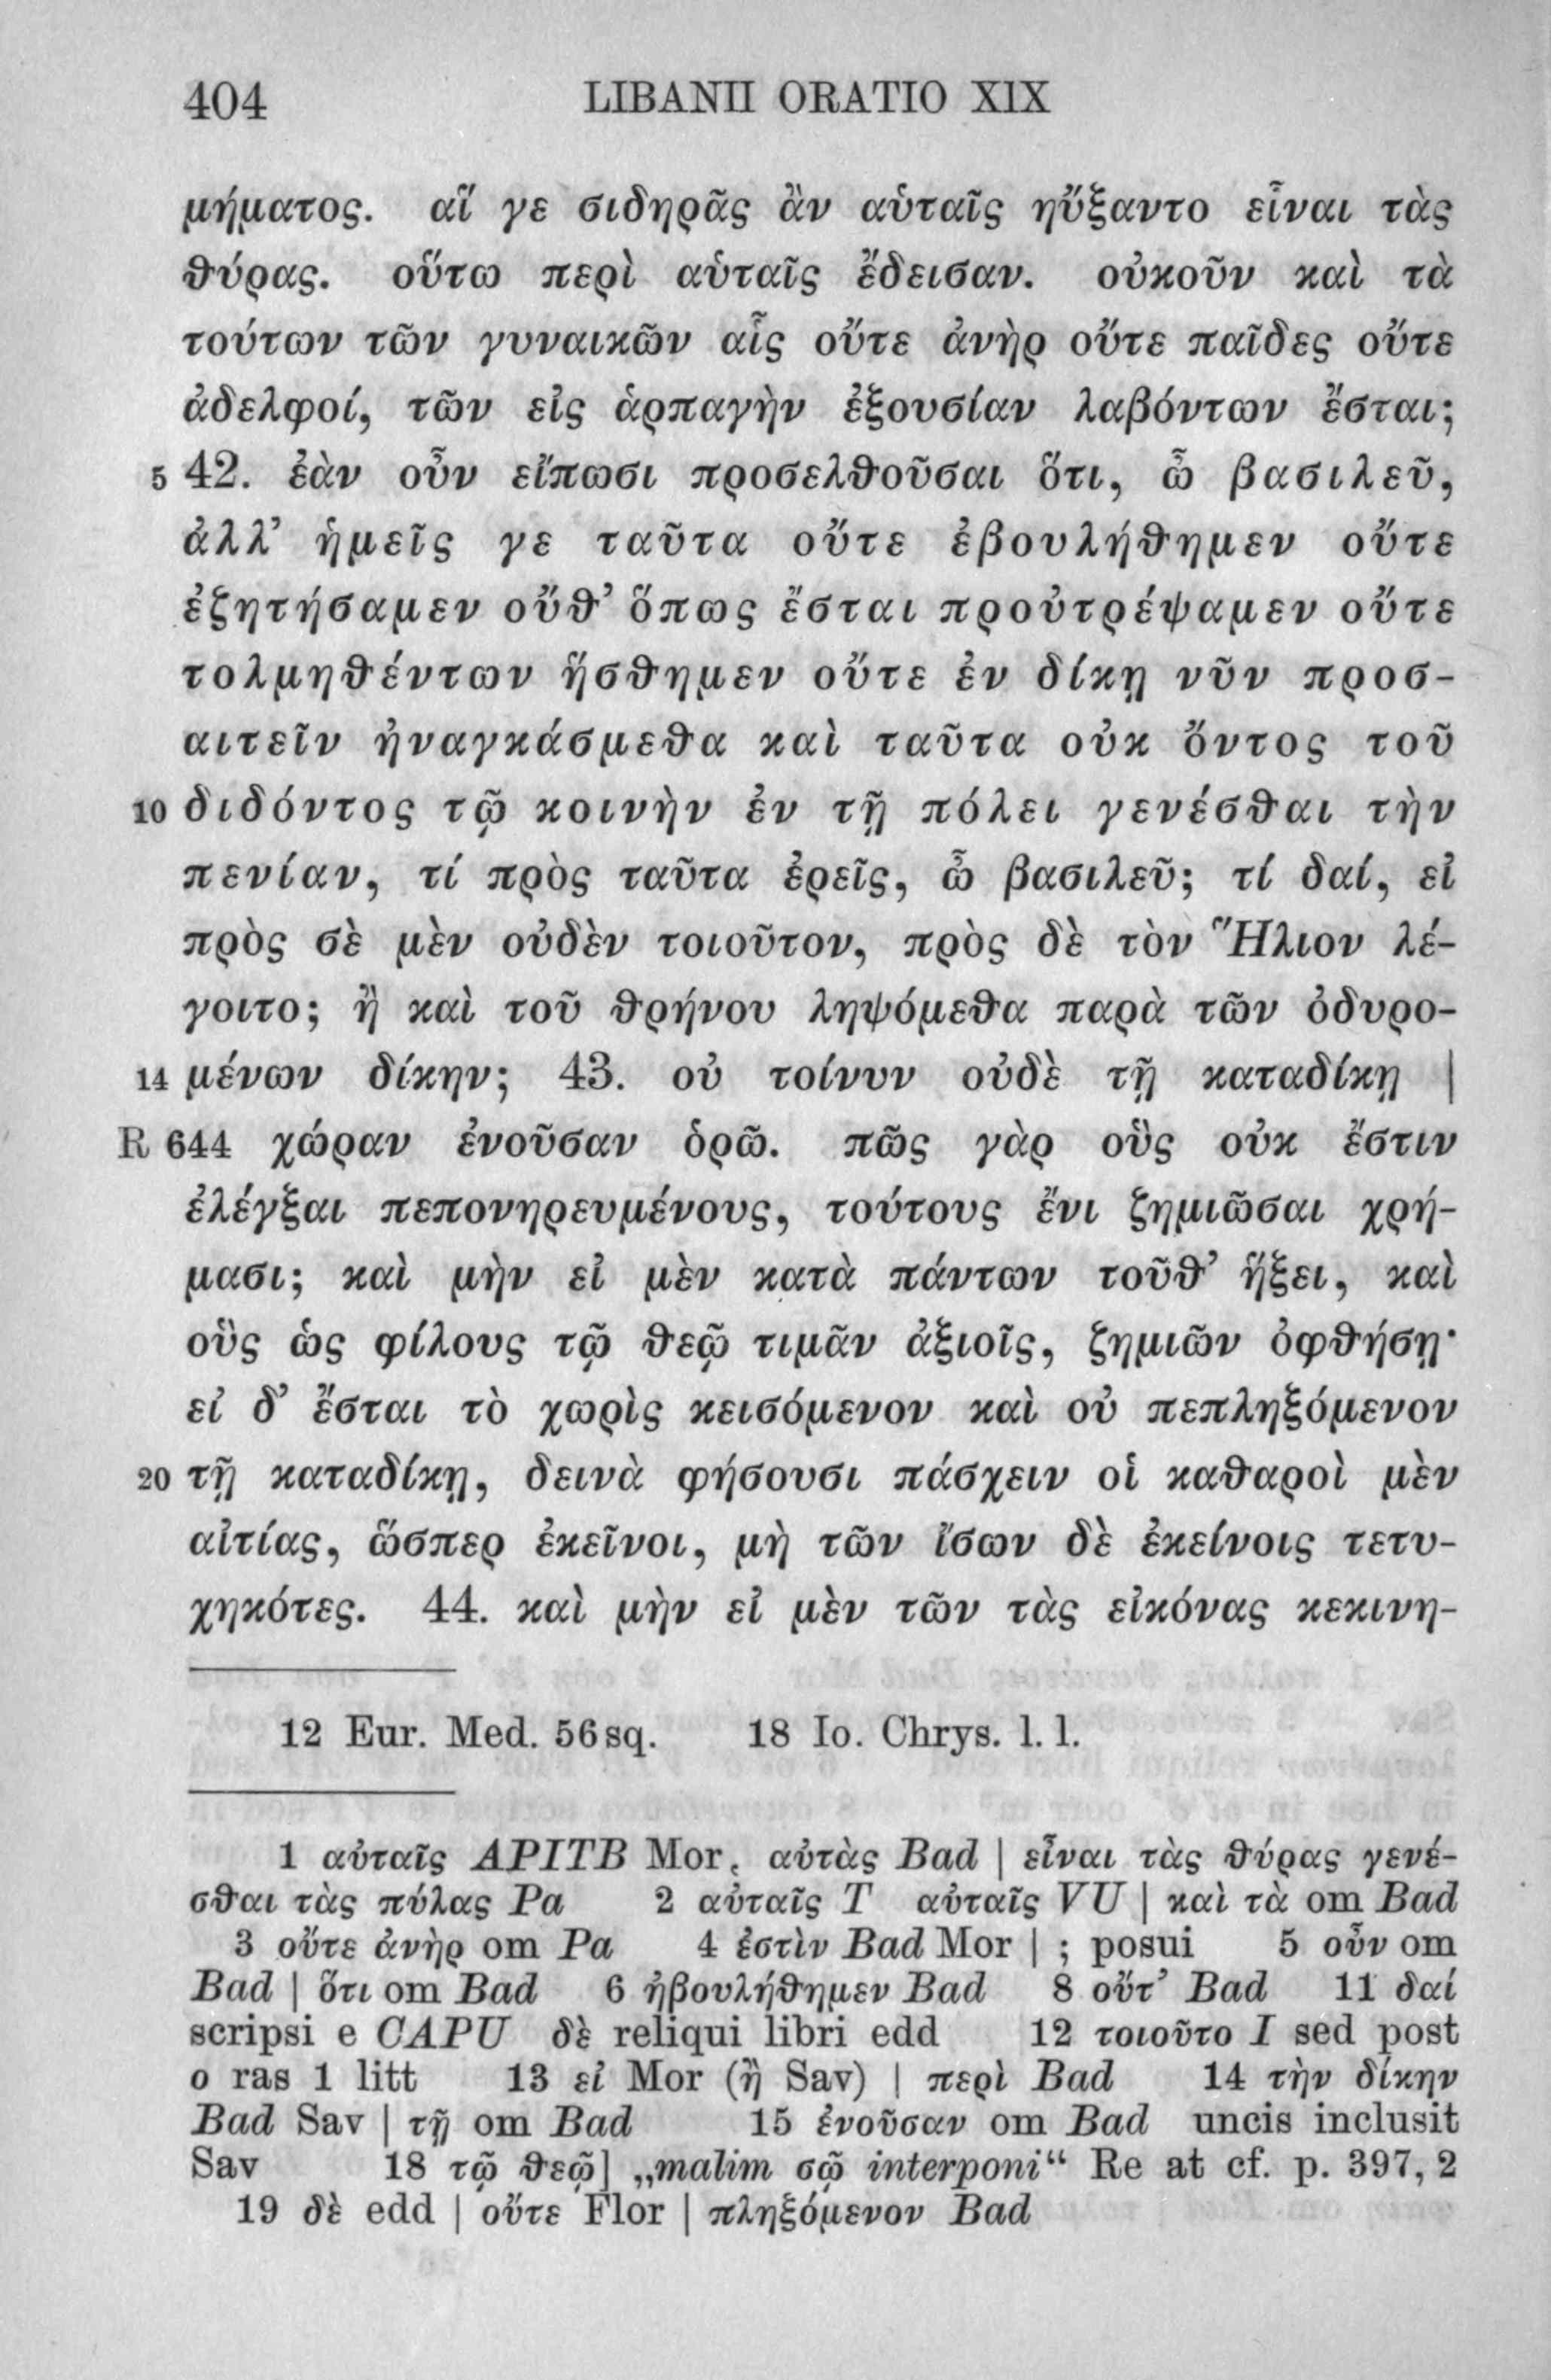 404 LIBANII ORATIO XIX
μήματος. αἵ γε σιδηρᾶς ἂν αὑταῖς ηὔξαντο εἶναι τὰς
θύρας. οὕτω περὶ αὑταῖς ἔδεισαν. οὐκοῦν καὶ τὰ
τούτων τῶν γυναικῶν αἷς οὔτε ἀνὴρ οὔτε παῖδες οὔτε
ἀδελφοί, τῶν εἰς ἁρπαγὴν ἐξουσίαν λαβόντων ἔσται;
5 42. ἐὰν οὖν εἴπωσι προσελθοῦσαι ὅτι, ὦ βασιλεῦ,
ἀλλ’ ἡμεῖς γε ταῦτα οὔτε ἐβουλήθημεν οὔτε
ἐζητήσαμεν οὔθ’ ὅπως ἔσται προὐτρέψαμεν οὔτε
τολμηθέντων ἥσθημεν οὔτε ἐν δίκῃ νῦν προσ-
αιτεῖν ἠναγκάσμεθα καὶ ταῦτα οὐκ ὄντος τοῦ
10 διδόντος τῷ κοινὴν ἐν τῇ πόλει γενέσθαι τὴν
πενίαν, τί πρὸς ταῦτα ἐρεῖς, ὦ βασιλεῦ; τί δαί, εἰ
πρὸς σὲ μὲν οὐδὲν τοιοῦτον, πρὸς δὲ τὸν Ἥλιον λέ-
γοιτο; ἢ καὶ τοῦ θρήνου ληψόμεθα παρὰ τῶν ὀδυρο-
14 μένων δίκην; 43. οὐ τοίνυν οὐδὲ τῇ καταδίκῃ |
R 644 χώραν ἐνοῦσαν ὁρῶ. πῶς γὰρ οὓς οὐκ ἔστιν
ἐλέγξαι πεπονηρευμένους, τούτους ἔνι ζημιῶσαι χρή-
μασι; καὶ μὴν εἰ μὲν κατὰ πάντων τοῦθ’ ἥξει, καὶ
οὓς ὡς φίλους τῷ θεῷ τιμᾶν ἀξιοῖς, ζημιῶν ὀφθήσῃ·
εἰ δ’ ἔσται τὸ χωρὶς κεισόμενον καὶ οὐ πεπληξόμενον
20 τῇ καταδίκῃ, δεινὰ φήσουσι πάσχειν οἱ καθαροὶ μὲν
αἰτίας, ὥσπερ ἐκεῖνοι, μὴ τῶν ἴσων δὲ ἐκείνοις τετυ-
χηκότες. 44. καὶ μὴν εἰ μὲν τῶν τὰς εἰκόνας κεκινη-
12 Eur. Med. 56 sq. 18 Io. Chrys. l. l.
1 αὐταῖς APITB Mor, αὐτὰς Bad | εἶναι τὰς θύρας γενέ-
σθαι τὰς πύλας Pa 2 αὐταῖς T αὐταῖς VU | καὶ τὰ om Bad
3 οὔτε ἀνὴρ om Pa 4 ἐστὶν Bad Mor | ; posui 5 οὖν om
Bad | ὅτι om Bad 6 ἠβουλήθημεν Bad 8 οὔτ’ Bad 11 δαί
scripsi e CAPU δὲ reliqui libri edd 12 τοιοῦτο I sed post
ο ras 1 litt 13 εἰ Mor (ἢ Sav) | περὶ Bad 14 τὴν δίκην
Bad Sav | τῇ om Bad 15 ἐνοῦσαν om Bad uncis inclusit
Sav 18 τῷ θεῷ] „malim σῷ interponi“ Re at cf. p. 397, 2
19 δὲ edd | οὔτε Flor | πληξόμενον Bad